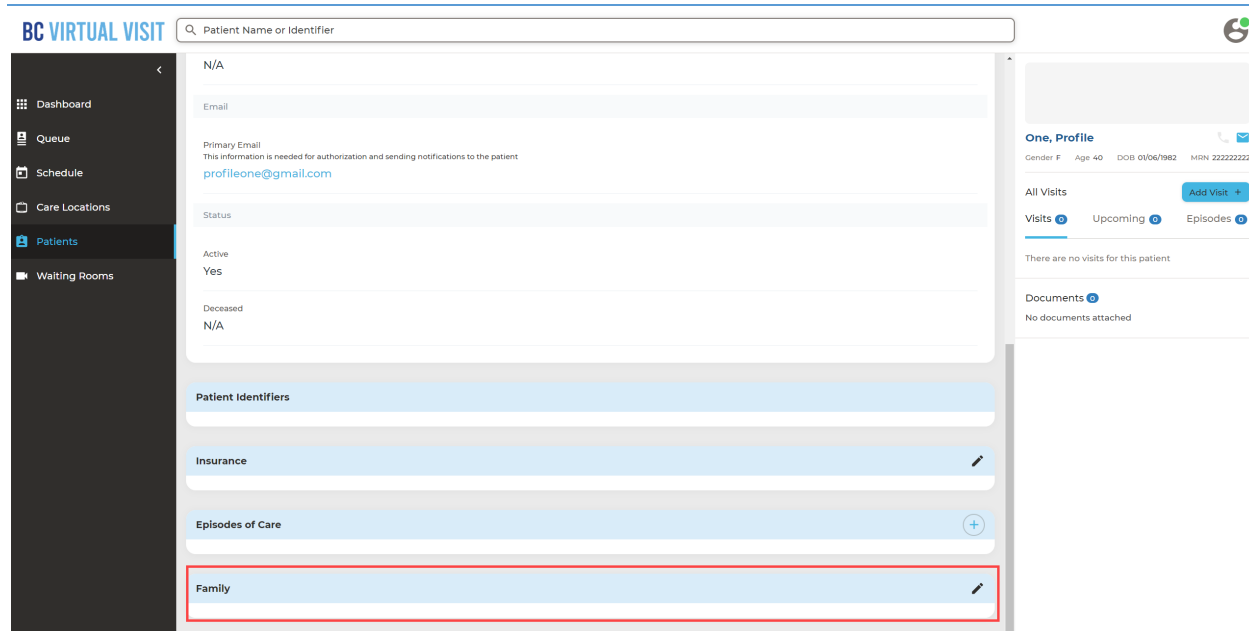 BC VIRTUAL VISIT
Patient Name or Identifier
Dashboard
Queue
Schedule
Care Locations
Patients
Waiting Rooms
N/A
Email
Primary Email
This information is needed for authorization and sending notifications to the patient
profileone@gmail.com
Status
Active
Yes
Deceased
N/A
Patient Identifiers
Insurance
Episodes of Care
Family
One, Profile
Gender F Age 40 DOB 01/06/1982 MRN 222222222
All Visits
Add Visit +
Visits 0 Upcoming 0 Episodes 0
There are no visits for this patient
Documents 0
No documents attached